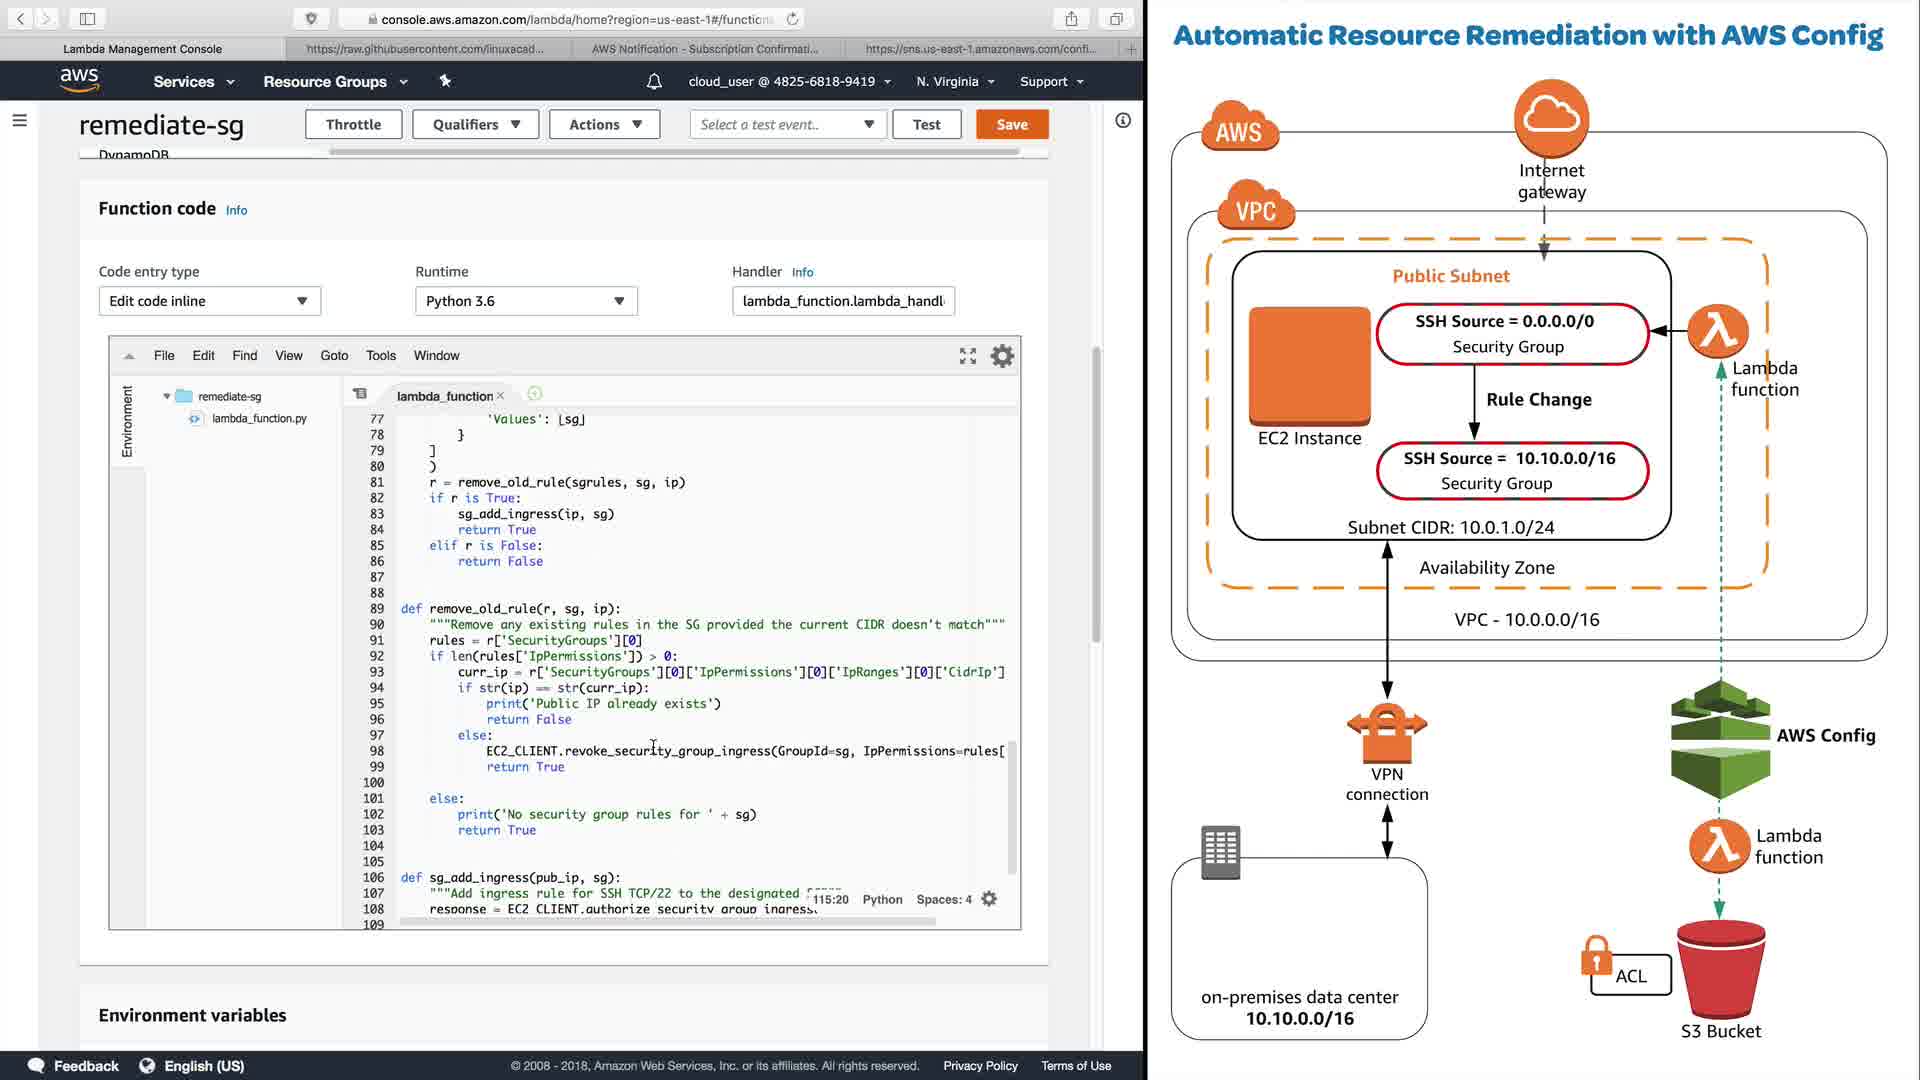 console.aws.amazon.com/lambda/home?region=us-east-1#/function
Lambda Management Console
https://raw.githubusercontent.com/linuxacad...
AWS Notification - Subscription Confirmati...
https://sns.us-east-1.amazonaws.com/confi...
aws
Services
Resource Groups
cloud_user @ 4825-6818-9419
N. Virginia
Support
remediate-sg
Throttle
Qualifiers
Actions
Select a test event..
Test
Save
DynamoDB
Function code Info
Code entry type
Runtime
Handler Info
Edit code inline
Python 3.6
lambda_function.lambda_handl
File Edit Find View Goto Tools Window
Environment
remediate-sg
lambda_function.py
lambda_function
77 'Values': [sg]
78 }
79 ]
80 )
81 r = remove_old_rule(sgrules, sg, ip)
82 if r is True:
83 sg_add_ingress(ip, sg)
84 return True
85 elif r is False:
86 return False
87
88
89 def remove_old_rule(r, sg, ip):
90 """Remove any existing rules in the SG provided the current CIDR doesn't match"""
91 rules = r['SecurityGroups'][0]
92 if len(rules['IpPermissions']) > 0:
93 curr_ip = r['SecurityGroups'][0]['IpPermissions'][0]['IpRanges'][0]['CidrIp']
94 if str(ip) == str(curr_ip):
95 print('Public IP already exists')
96 return False
97 else:
98 EC2_CLIENT.revoke_security_group_ingress(GroupId=sg, IpPermissions=rules[
99 return True
100
101 else:
102 print('No security group rules for ' + sg)
103 return True
104
105
106 def sg_add_ingress(pub_ip, sg):
107 """Add ingress rule for SSH TCP/22 to the designated
108 response = EC2_CLIENT.authorize_security_group_ingress
109
115:20 Python Spaces: 4
Environment variables
Feedback
English (US)
© 2008 - 2018, Amazon Web Services, Inc. or its affiliates. All rights reserved.
Privacy Policy
Terms of Use
Automatic Resource Remediation with AWS Config
AWS
Internet
gateway
VPC
Public Subnet
SSH Source = 0.0.0.0/0
Security Group
Lambda
function
Rule Change
EC2 Instance
SSH Source = 10.10.0.0/16
Security Group
Subnet CIDR: 10.0.1.0/24
Availability Zone
VPC - 10.0.0.0/16
VPN
connection
AWS Config
Lambda
function
ACL
on-premises data center
10.10.0.0/16
S3 Bucket